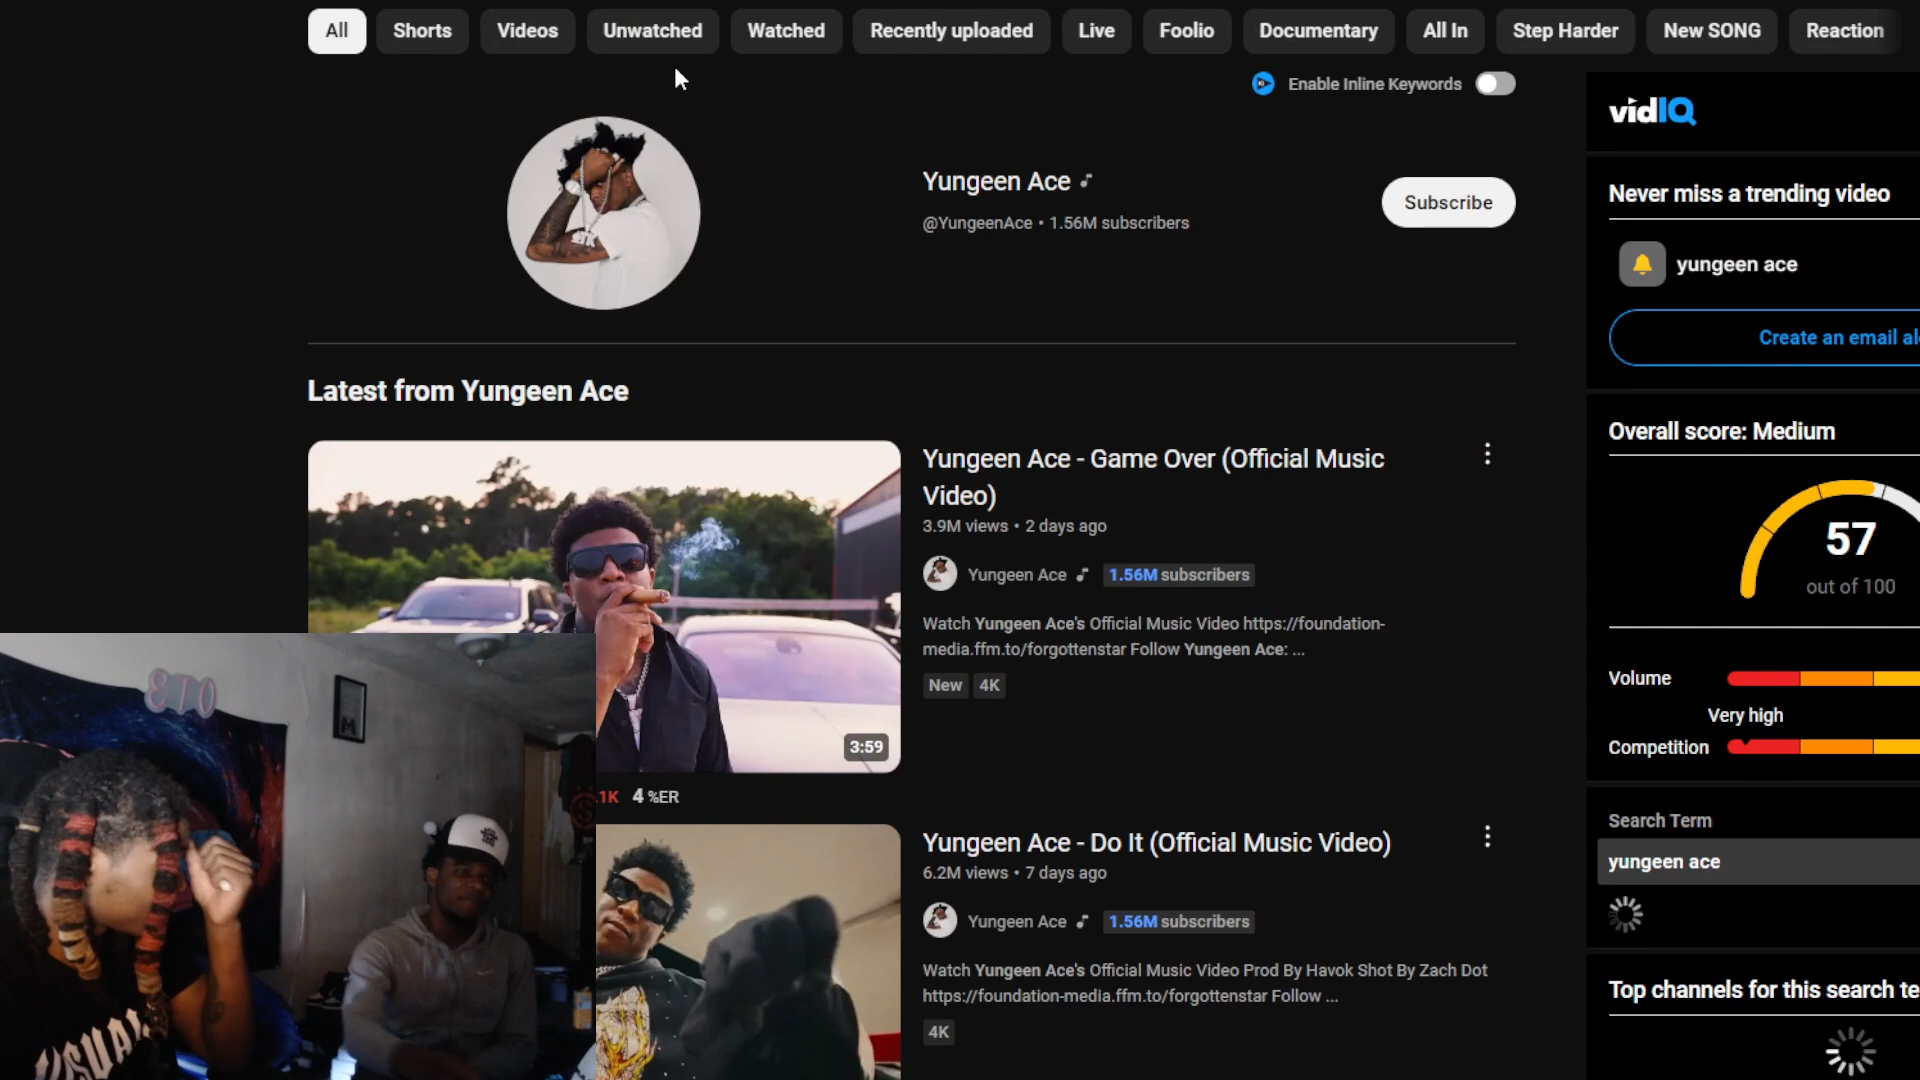 All Shorts Videos Unwatched Watched Recently uploaded Live Foolio Documentary All In Step Harder New SONG Reaction
Enable Inline Keywords
vidIQ
Yungeen Ace
@YungeenAce • 1.56M subscribers
Subscribe
Never miss a trending video
yungeen ace
Create an email al
Latest from Yungeen Ace
Yungeen Ace - Game Over (Official Music
Video)
3.9M views • 2 days ago
Yungeen Ace 1.56M subscribers
Watch Yungeen Ace's Official Music Video https://foundation-
media.ffm.to/forgottenstar Follow Yungeen Ace: ...
New 4K
3:59
.1K 4 %ER
Overall score: Medium
57
out of 100
Volume
Very high
Competition
Yungeen Ace - Do It (Official Music Video)
6.2M views • 7 days ago
Yungeen Ace 1.56M subscribers
Watch Yungeen Ace's Official Music Video Prod By Havok Shot By Zach Dot
https://foundation-media.ffm.to/forgottenstar Follow ...
4K
Search Term
yungeen ace
Top channels for this search te